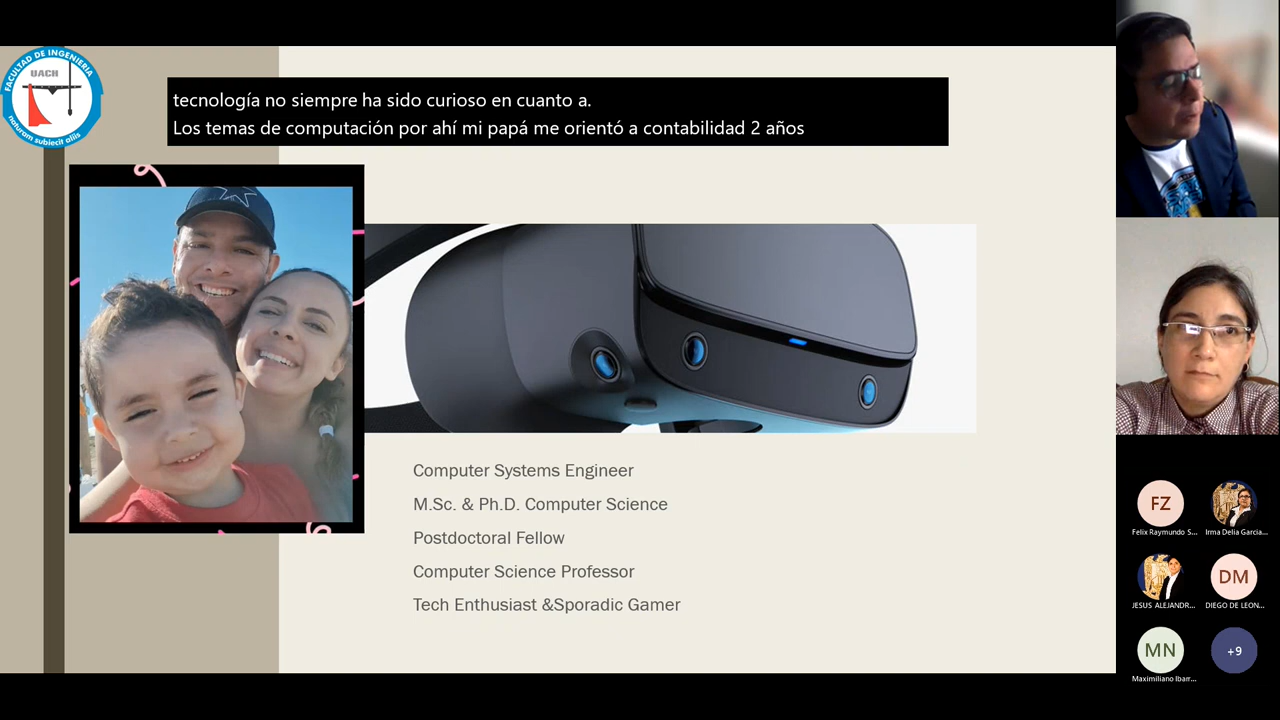 FACULTAD DE INGENIERIA
UACH
naturam subiecit aliis
tecnología no siempre ha sido curioso en cuanto a.
Los temas de computación por ahí mi papá me orientó a contabilidad 2 años
Computer Systems Engineer
M.Sc. & Ph.D. Computer Science
Postdoctoral Fellow
Computer Science Professor
Tech Enthusiast &Sporadic Gamer
FZ
Felix Raymundo S...
Irma Delia Garcia...
JESUS ALEJANDR...
DM
DIEGO DE LEON...
MN
Maximiliano Ibarr...
+9